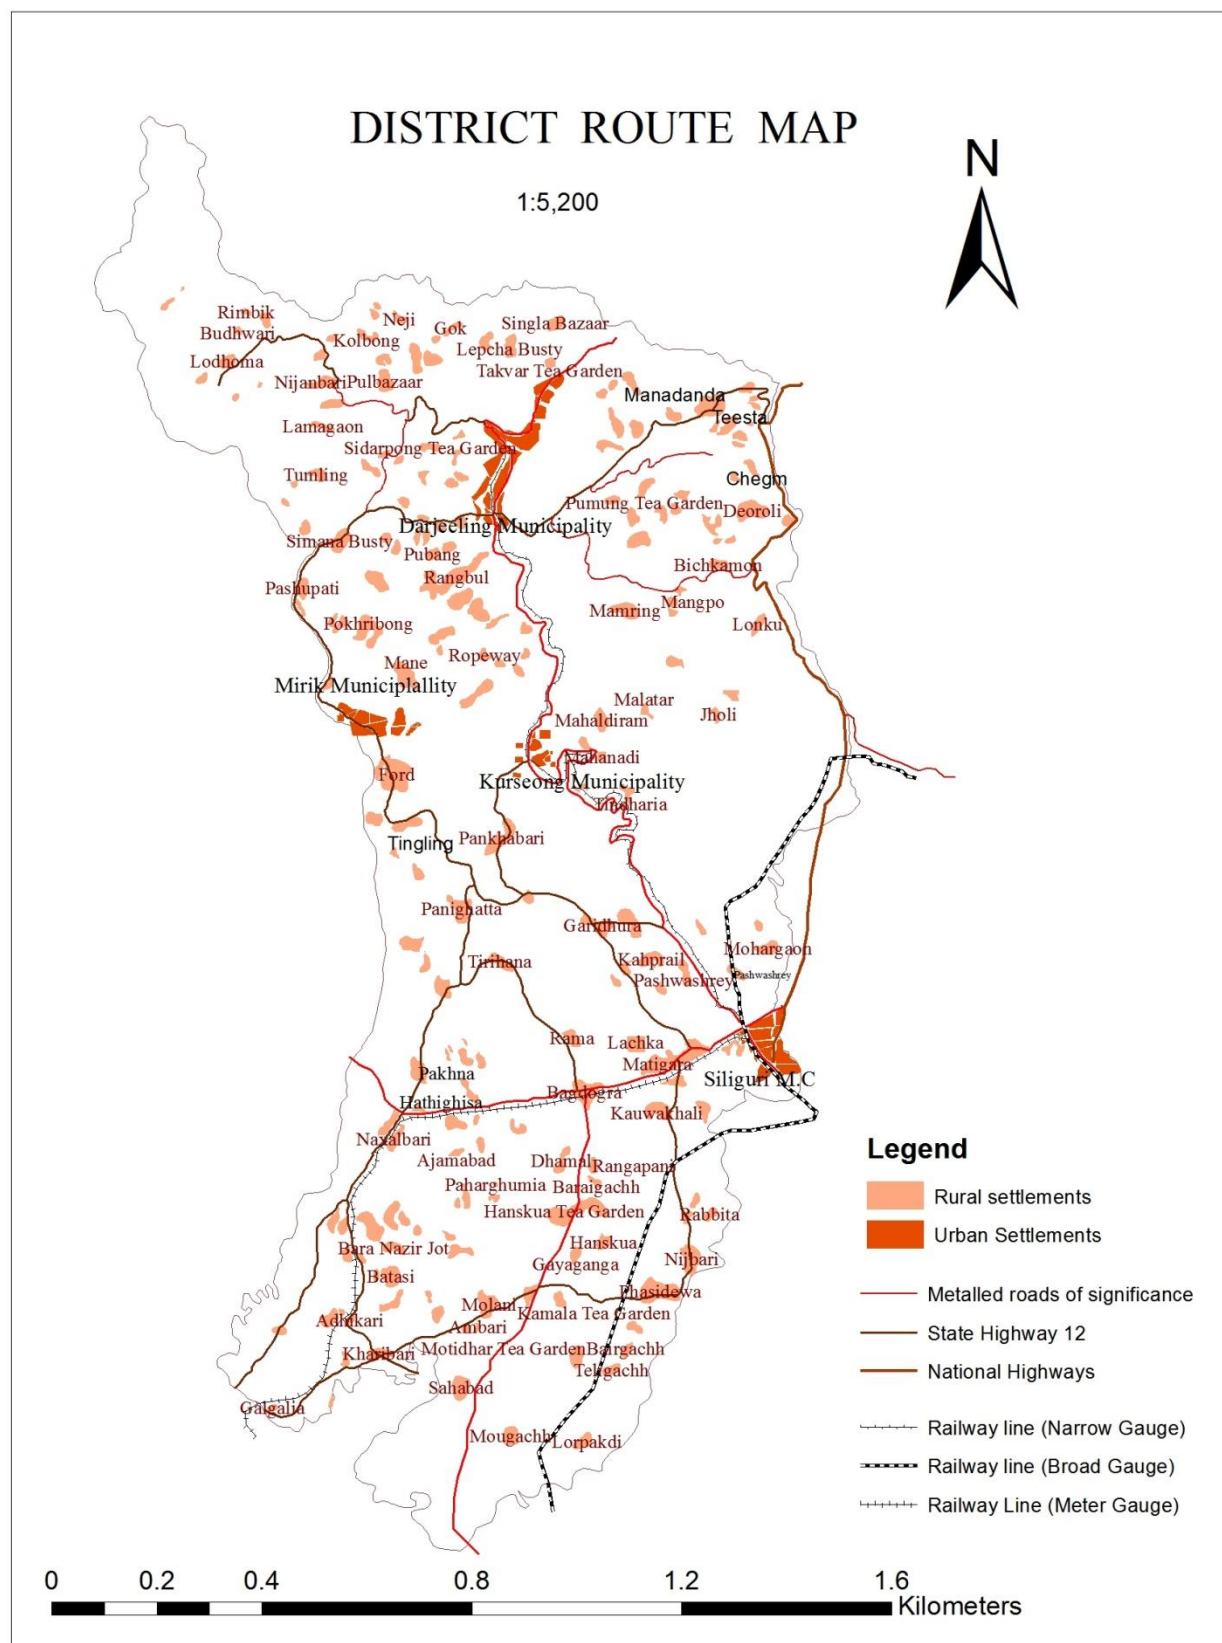 DISTRICT ROUTE MAP
N
1:5,200
Rimbik
Neji
Singla Bazaar
Budhwari
Gok
Kolbong
Lepcha Busty
Lodhoma
Takvar Tea Garden
Nijanbari
Pulbazaar
Manadanda
Teesta
Lamagaon
Sidarpong Tea Garden
Tumling
Chegm
Pumung Tea Garden
Deoroli
Darjeeling Municipality
Simana Busty
Pubang
Bichkamon
Rangbul
Pashupati
Mangpo
Mamring
Pokhribong
Lonku
Ropeway
Mane
Mirik Municiplallity
Malatar
Mahaldiram
Jholi
Mahanadi
Ford
Kurseong Municipality
Tindharia
Tingling
Pankhabari
Panighatta
Garidhura
Mohargaon
Tirihana
Kahprail
Pashwashrey
Pashwashrey
Rama
Lachka
Matigara
Pakhna
Siliguri M.C
Bagdogra
Hathighisa
Kauwakhali
Naxalbari
Ajamabad
Dhamal
Rangapani
Paharghumia
Baraigachh
Hanskua Tea Garden
Rabbita
Bara Nazir Jot
Hanskua
Nijbari
Gayaganga
Batasi
Phasidewa
Molani
Kamala Tea Garden
Adhikari
Ambari
Motidhar Tea Garden
Bairgachh
Kharibari
Teligachh
Sahabad
Galgalia
Mougachh
Lorpakdi
Legend
Rural settlements
Urban Settlements
Metalled roads of significance
State Highway 12
National Highways
Railway line (Narrow Gauge)
Railway line (Broad Gauge)
Railway Line (Meter Gauge)
0 0.2 0.4 0.8 1.2 1.6
Kilometers